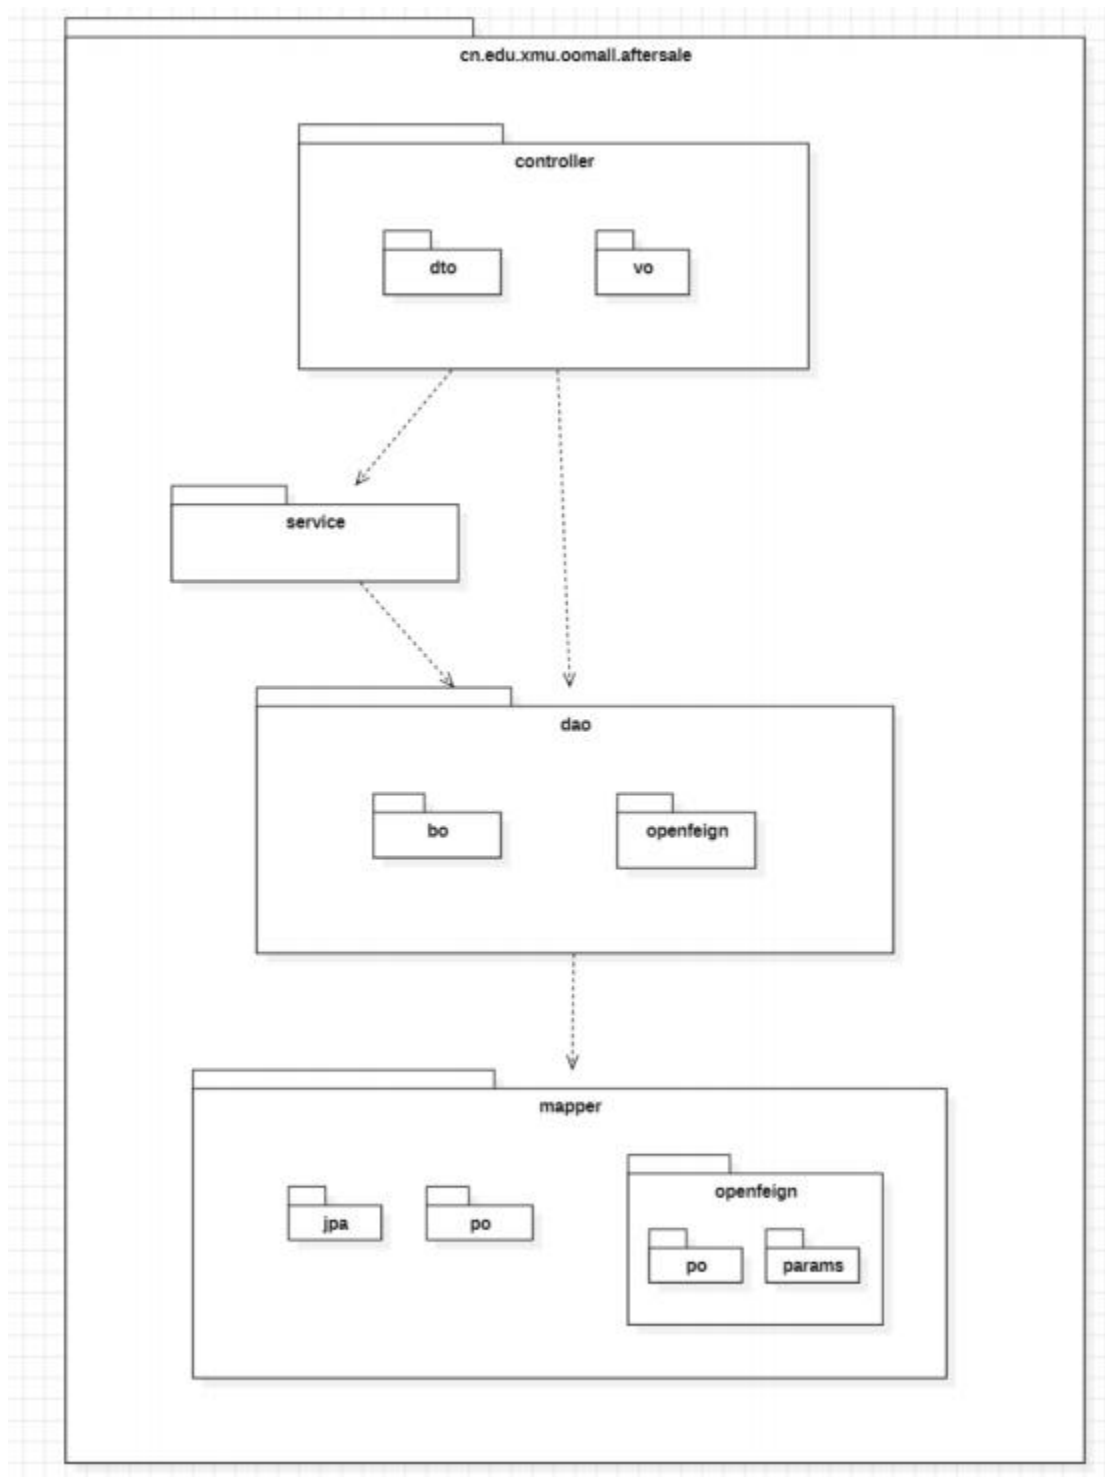 cn.edu.xmu.oomall.aftersale
controller
dto
vo
service
dao
bo
openfeign
mapper
openfeign
jpa
po
po
params